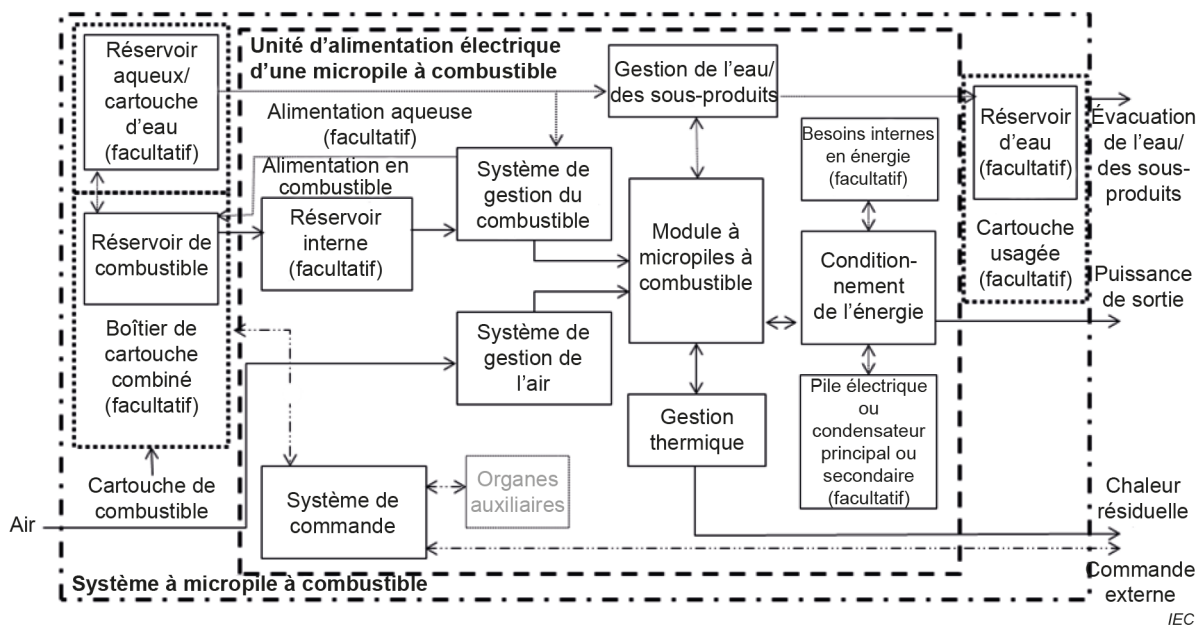 Réservoir
aqueux/
cartouche
d’eau
(facultatif)
Unité d’alimentation électrique
d’une micropile à combustible
Gestion de l’eau/
des sous-produits
Alimentation aqueuse
(facultatif)
Alimentation en
combustible
Besoins internes
en énergie
(facultatif)
Réservoir
d’eau
(facultatif)
Cartouche
usagée
(facultatif)
Évacuation
de l’eau/
des sous-
produits
Réservoir de
combustible
Réservoir
interne
(facultatif)
Système de
gestion du
combustible
Module à
micropiles à
combustible
Condition-
nement
de l’énergie
Puissance
de sortie
Boîtier de
cartouche
combiné
(facultatif)
Système de
gestion de
l’air
Gestion
thermique
Pile électrique
ou
condensateur
principal ou
secondaire
(facultatif)
Cartouche de
combustible
Air
Système de
commande
Organes
auxiliaires
Chaleur
résiduelle
Système à micropile à combustible
Commande
externe
IEC